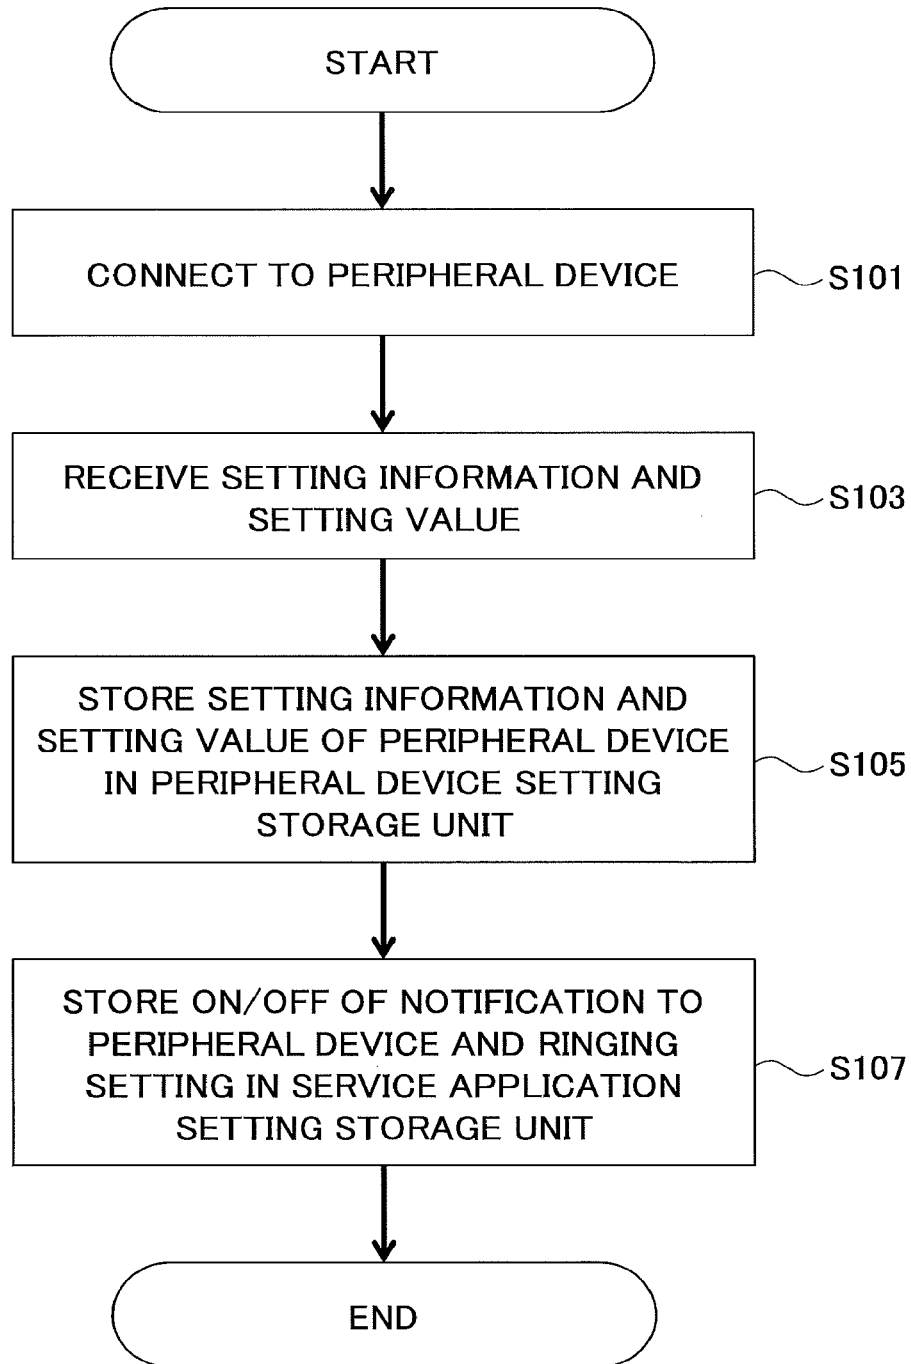 START
CONNECT TO PERIPHERAL DEVICE
S101
RECEIVE SETTING INFORMATION AND
SETTING VALUE
S103
STORE SETTING INFORMATION AND
SETTING VALUE OF PERIPHERAL DEVICE
IN PERIPHERAL DEVICE SETTING
STORAGE UNIT
S105
STORE ON/OFF OF NOTIFICATION TO
PERIPHERAL DEVICE AND RINGING
SETTING IN SERVICE APPLICATION
SETTING STORAGE UNIT
S107
END